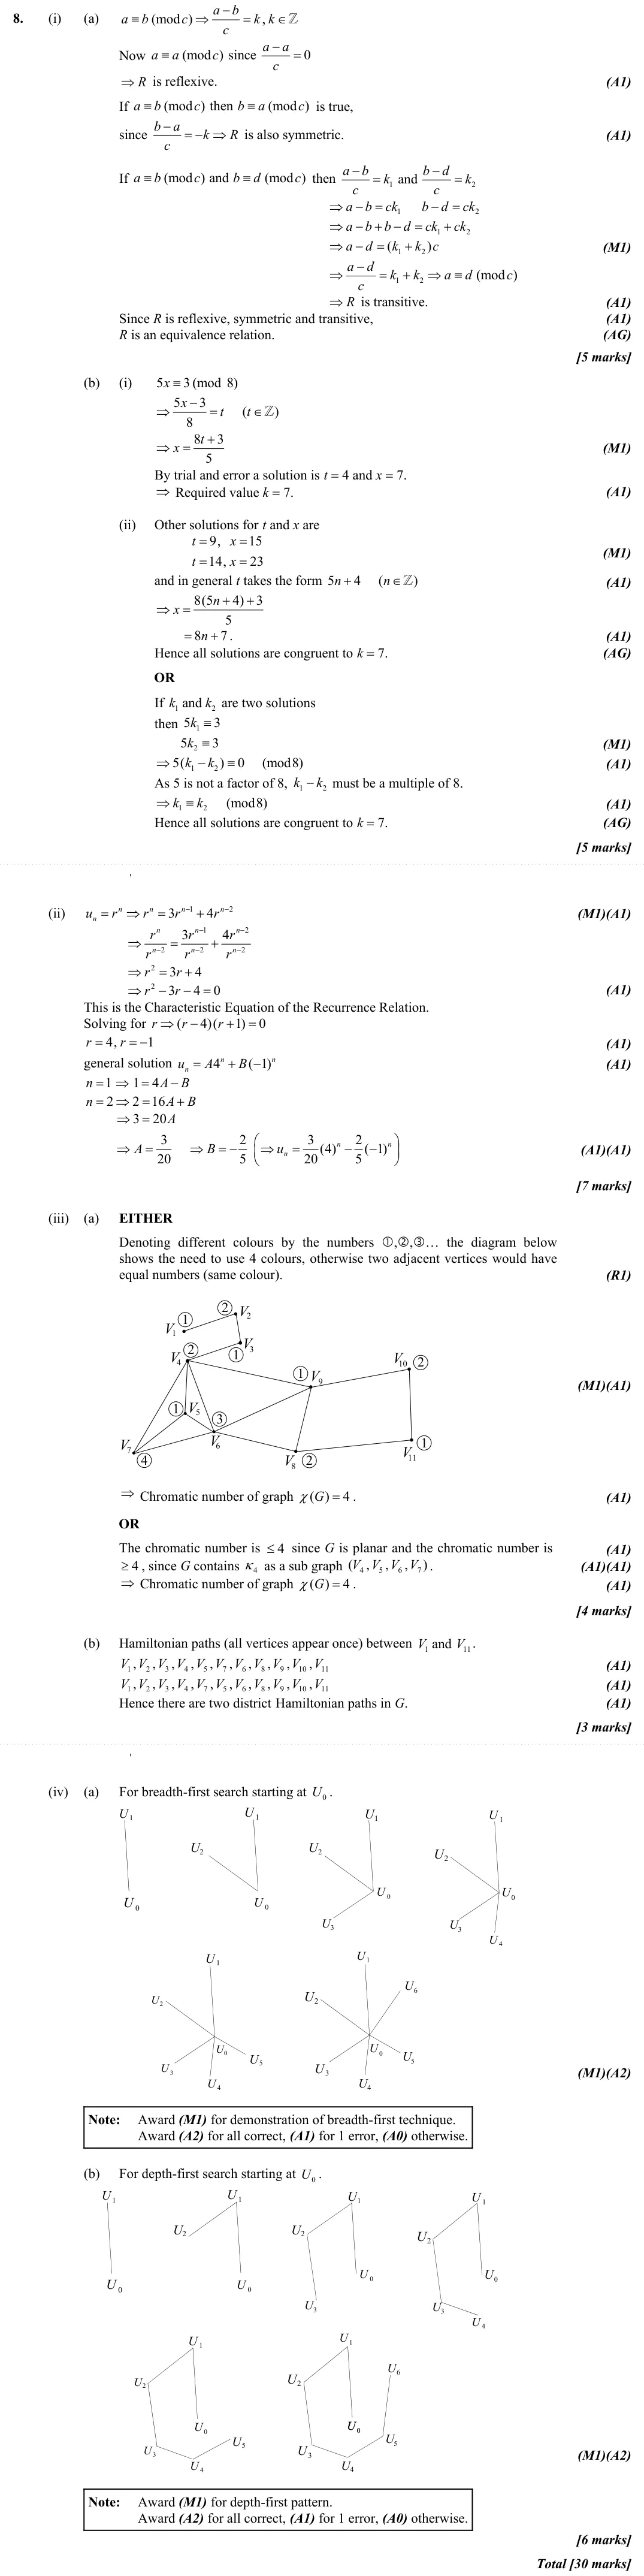 8. (i) (a) a ≡ b (mod c) ⇒ (a − b)/c = k, k ∈ ℤ
Now a ≡ a (mod c) since (a − a)/c = 0
⇒ R is reflexive. (A1)
If a ≡ b (mod c) then b ≡ a (mod c) is true,
since (b − a)/c = −k ⇒ R is also symmetric. (A1)
If a ≡ b (mod c) and b ≡ d (mod c) then (a − b)/c = k₁ and (b − d)/c = k₂
⇒ a − b = ck₁ b − d = ck₂
⇒ a − b + b − d = ck₁ + ck₂
⇒ a − d = (k₁ + k₂)c (M1)
⇒ (a − d)/c = k₁ + k₂ ⇒ a ≡ d (mod c)
⇒ R is transitive. (A1)
Since R is reflexive, symmetric and transitive, (A1)
R is an equivalence relation. (AG)
[5 marks]
(b) (i) 5x ≡ 3 (mod 8)
⇒ (5x − 3)/8 = t (t ∈ ℤ)
⇒ x = (8t + 3)/5 (M1)
By trial and error a solution is t = 4 and x = 7.
⇒ Required value k = 7. (A1)
(ii) Other solutions for t and x are
t = 9, x = 15
t = 14, x = 23 (M1)
and in general t takes the form 5n + 4 (n ∈ ℤ) (A1)
⇒ x = (8(5n + 4) + 3)/5
= 8n + 7. (A1)
Hence all solutions are congruent to k = 7. (AG)
OR
If k₁ and k₂ are two solutions
then 5k₁ ≡ 3
5k₂ ≡ 3 (M1)
⇒ 5(k₁ − k₂) ≡ 0 (mod 8) (A1)
As 5 is not a factor of 8, k₁ − k₂ must be a multiple of 8.
⇒ k₁ ≡ k₂ (mod 8) (A1)
Hence all solutions are congruent to k = 7. (AG)
[5 marks]
(ii) uₙ = rⁿ ⇒ rⁿ = 3rⁿ⁻¹ + 4rⁿ⁻² (M1)(A1)
⇒ rⁿ/rⁿ⁻² = 3rⁿ⁻¹/rⁿ⁻² + 4rⁿ⁻²/rⁿ⁻²
⇒ r² = 3r + 4
⇒ r² − 3r − 4 = 0 (A1)
This is the Characteristic Equation of the Recurrence Relation.
Solving for r ⇒ (r − 4)(r + 1) = 0
r = 4, r = −1 (A1)
general solution uₙ = A4ⁿ + B(−1)ⁿ (A1)
n = 1 ⇒ 1 = 4A − B
n = 2 ⇒ 2 = 16A + B
⇒ 3 = 20A
⇒ A = 3/20 ⇒ B = −2/5 (⇒ uₙ = 3/20 (4)ⁿ − 2/5 (−1)ⁿ) (A1)(A1)
[7 marks]
(iii) (a) EITHER
Denoting different colours by the numbers ①,②,③… the diagram below
shows the need to use 4 colours, otherwise two adjacent vertices would have
equal numbers (same colour). (R1)
② V₂
V₁ ①
① V₃
V₄ ②
V₁₀ ②
① V₉
(M1)(A1)
① V₅
③ V₆
V₇ ④
V₈ ②
V₁₁ ①
⇒ Chromatic number of graph χ(G) = 4. (A1)
OR
The chromatic number is ≤ 4 since G is planar and the chromatic number is (A1)
≥ 4, since G contains κ₄ as a sub graph (V₄, V₅, V₆, V₇). (A1)(A1)
⇒ Chromatic number of graph χ(G) = 4. (A1)
[4 marks]
(b) Hamiltonian paths (all vertices appear once) between V₁ and V₁₁.
V₁, V₂, V₃, V₄, V₅, V₇, V₆, V₈, V₉, V₁₀, V₁₁ (A1)
V₁, V₂, V₃, V₄, V₇, V₅, V₆, V₈, V₉, V₁₀, V₁₁ (A1)
Hence there are two district Hamiltonian paths in G. (A1)
[3 marks]
(iv) (a) For breadth-first search starting at U₀.
U₁ U₁ U₁ U₁
U₂ U₂ U₂
U₀ U₀ U₀ U₀
U₃ U₃
U₄
U₁ U₁
U₆
U₂ U₂
U₀ U₀
U₅ U₅
U₃ U₃
U₄ U₄
(M1)(A2)
Note: Award (M1) for demonstration of breadth-first technique.
Award (A2) for all correct, (A1) for 1 error, (A0) otherwise.
(b) For depth-first search starting at U₀.
U₁ U₁ U₁ U₁
U₂ U₂ U₂
U₀ U₀ U₀ U₀
U₃ U₃
U₄
U₁ U₁
U₆
U₂ U₂
U₀ U₀
U₅ U₅
U₃ U₃
U₄ U₄
(M1)(A2)
Note: Award (M1) for depth-first pattern.
Award (A2) for all correct, (A1) for 1 error, (A0) otherwise.
[6 marks]
Total [30 marks]